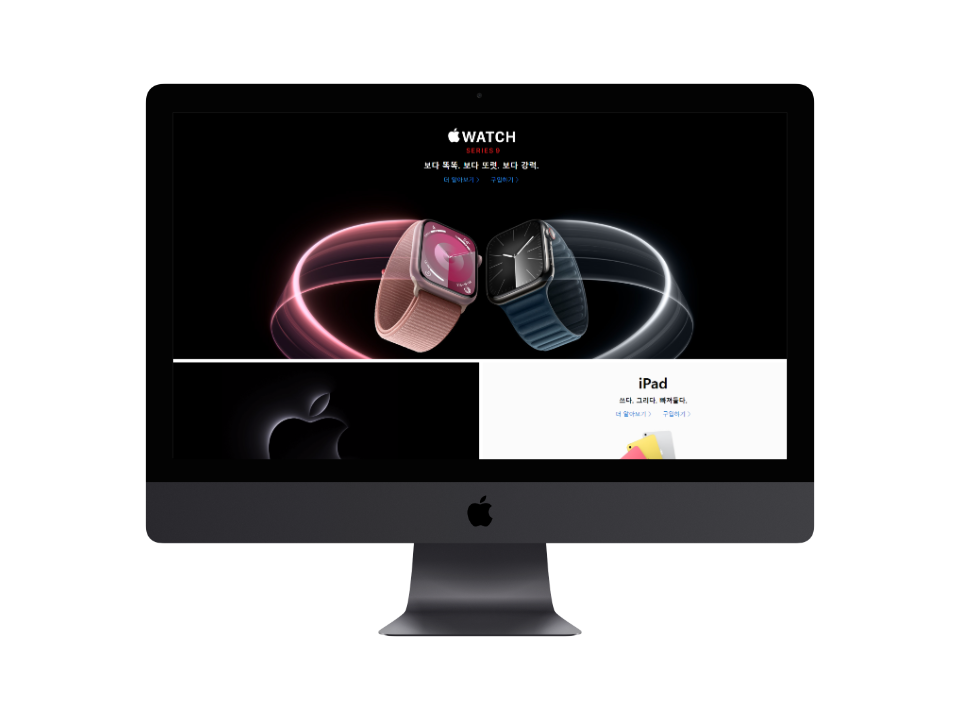 WATCH
SERIES 9
보다 똑똑. 보다 또렷. 보다 강력.
더 알아보기 > 구입하기 >
iPad
쓰다. 그리다. 빠져들다.
더 알아보기 > 구입하기 >